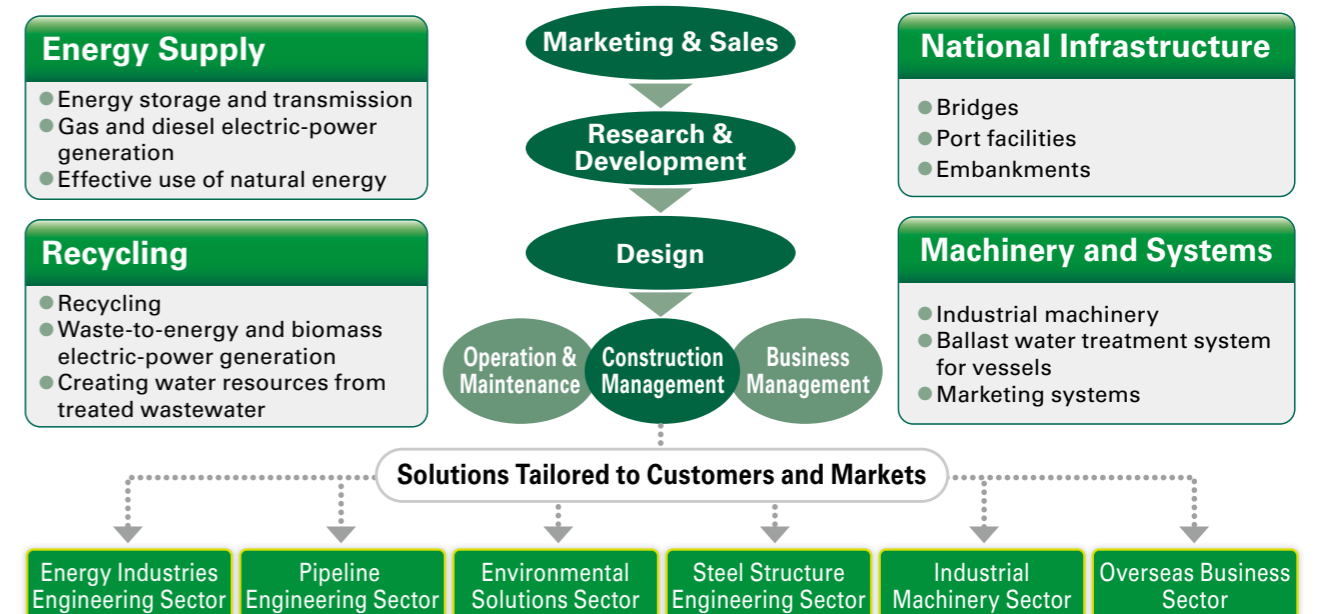 Energy Supply
Energy storage and transmission
Gas and diesel electric-power
generation
Effective use of natural energy
Recycling
Recycling
Waste-to-energy and biomass
electric-power generation
Creating water resources from
treated wastewater
Marketing & Sales
Research &
Development
Design
Operation &
Maintenance
Construction
Management
Business
Management
National Infrastructure
Bridges
Port facilities
Embankments
Machinery and Systems
Industrial machinery
Ballast water treatment system
for vessels
Marketing systems
Solutions Tailored to Customers and Markets
Energy Industries
Engineering Sector
Pipeline
Engineering Sector
Environmental
Solutions Sector
Steel Structure
Engineering Sector
Industrial
Machinery Sector
Overseas Business
Sector